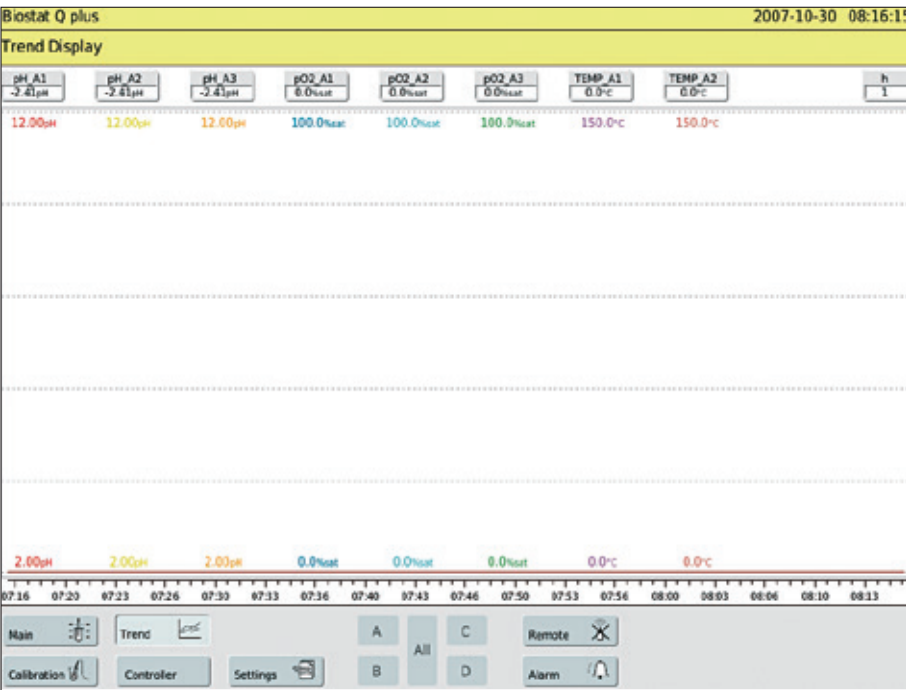 Biostat Q plus 2007-10-30 08:16:15
Trend Display
pH_A1 pH_A2 pH_A3 pO2_A1 pO2_A2 pO2_A3 TEMP_A1 TEMP_A2 h
-2.41pH -2.41pH -2.41pH 0.0%sat 0.0%sat 0.0%sat 0.0°C 0.0°C 1
12.00pH 12.00pH 12.00pH 100.0%sat 100.0%sat 100.0%sat 150.0°C 150.0°C
2.00pH 2.00pH 2.00pH 0.0%sat 0.0%sat 0.0%sat 0.0°C 0.0°C
07:16 07:20 07:23 07:26 07:30 07:33 07:36 07:40 07:43 07:46 07:50 07:53 07:56 08:00 08:03 08:06 08:10 08:13
Main Trend A All C Remote
Calibration Controller Settings B D Alarm